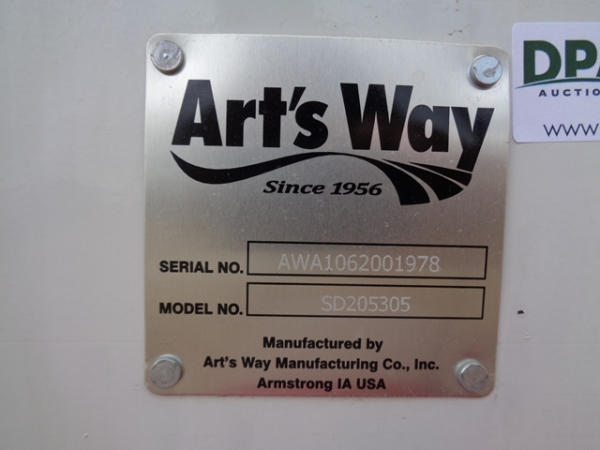 Art's Way
Since 1956
SERIAL NO. AWA1062001978
MODEL NO. SD205305
Manufactured by
Art's Way Manufacturing Co., Inc.
Armstrong IA USA
DPA
AUCTIO
WWW